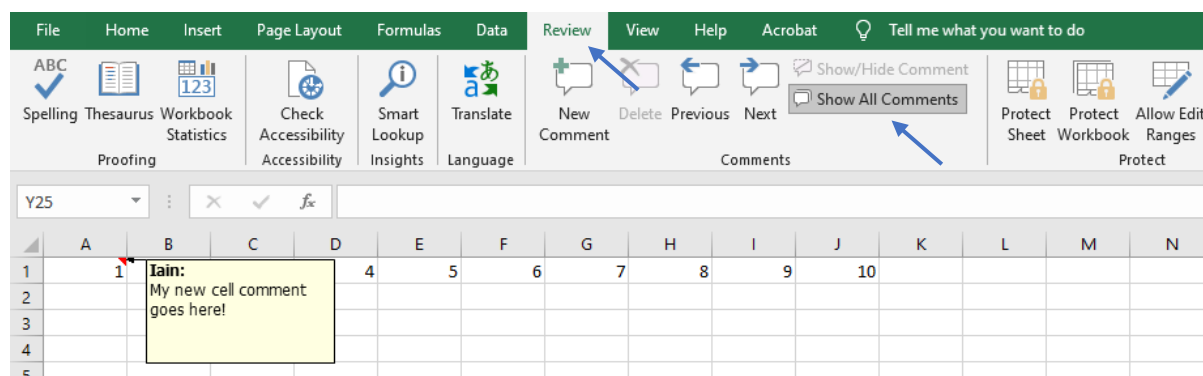 File Home Insert Page Layout Formulas Data Review View Help Acrobat Tell me what you want to do
ABC
123
a あ
Spelling Thesaurus Workbook Statistics Check Accessibility Smart Lookup Translate New Comment Delete Previous Next Show/Hide Comment
Show All Comments
Protect Sheet Protect Workbook Allow Edit Ranges
Proofing Accessibility Insights Language Comments Protect
Y25 fx
A B C D E F G H I J K L M N
1 1 4 5 6 7 8 9 10
Iain:
My new cell comment
goes here!
2
3
4
5